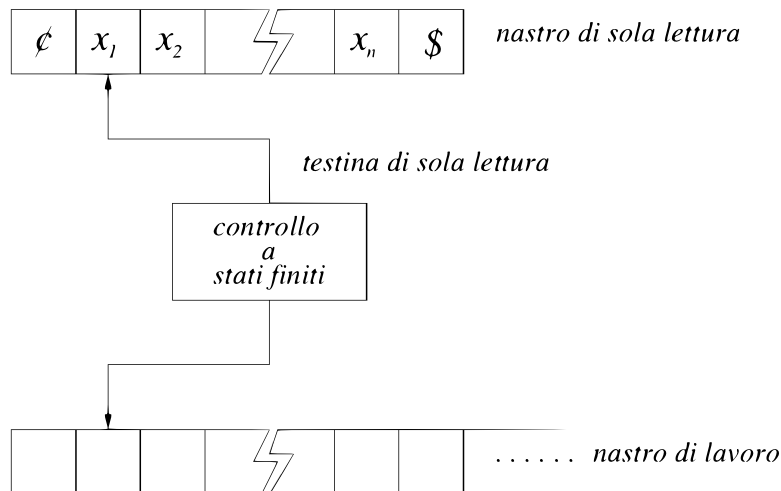 ¢ x₁ x₂ xₙ $ nastro di sola lettura
testina di sola lettura
controllo
a
stati finiti
...... nastro di lavoro